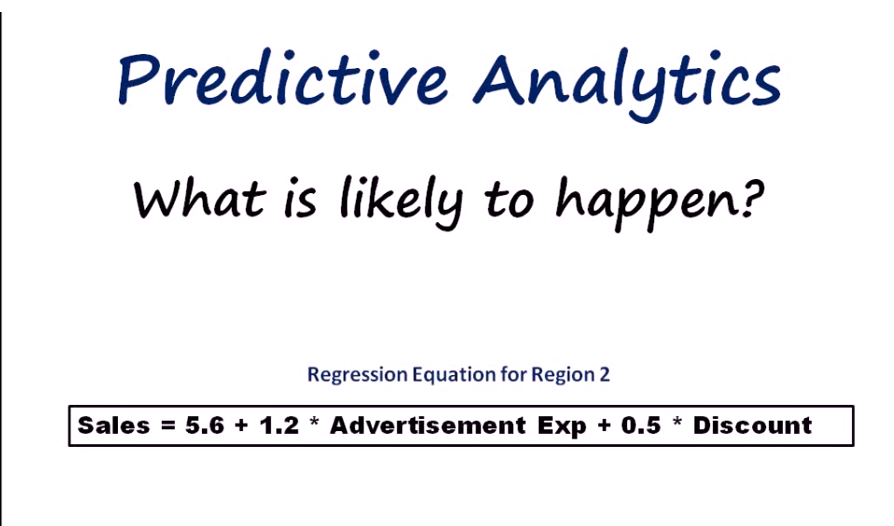 Predictive Analytics
What is likely to happen?
Regression Equation for Region 2
Sales = 5.6 + 1.2 * Advertisement Exp + 0.5 * Discount